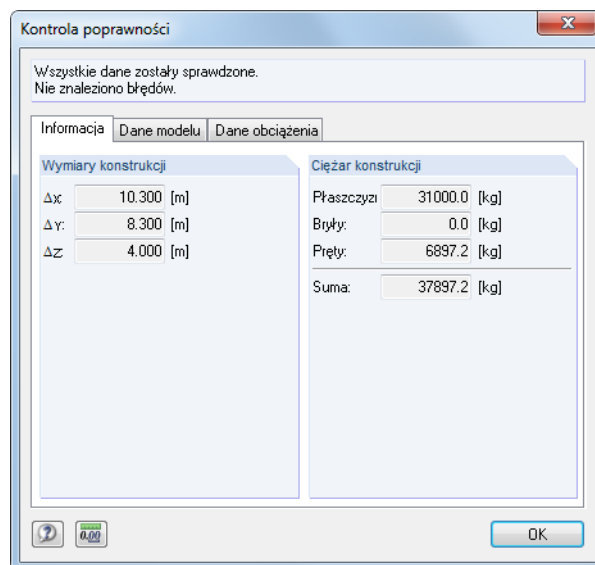 Kontrola poprawności
Wszystkie dane zostały sprawdzone.
Nie znaleziono błędów.
Informacja Dane modelu Dane obciążenia
Wymiary konstrukcji
ΔX: 10.300 [m]
ΔY: 8.300 [m]
ΔZ: 4.000 [m]
Ciężar konstrukcji
Płaszczyzı 31000.0 [kg]
Bryły: 0.0 [kg]
Pręty: 6897.2 [kg]
Suma: 37897.2 [kg]
0.00
OK